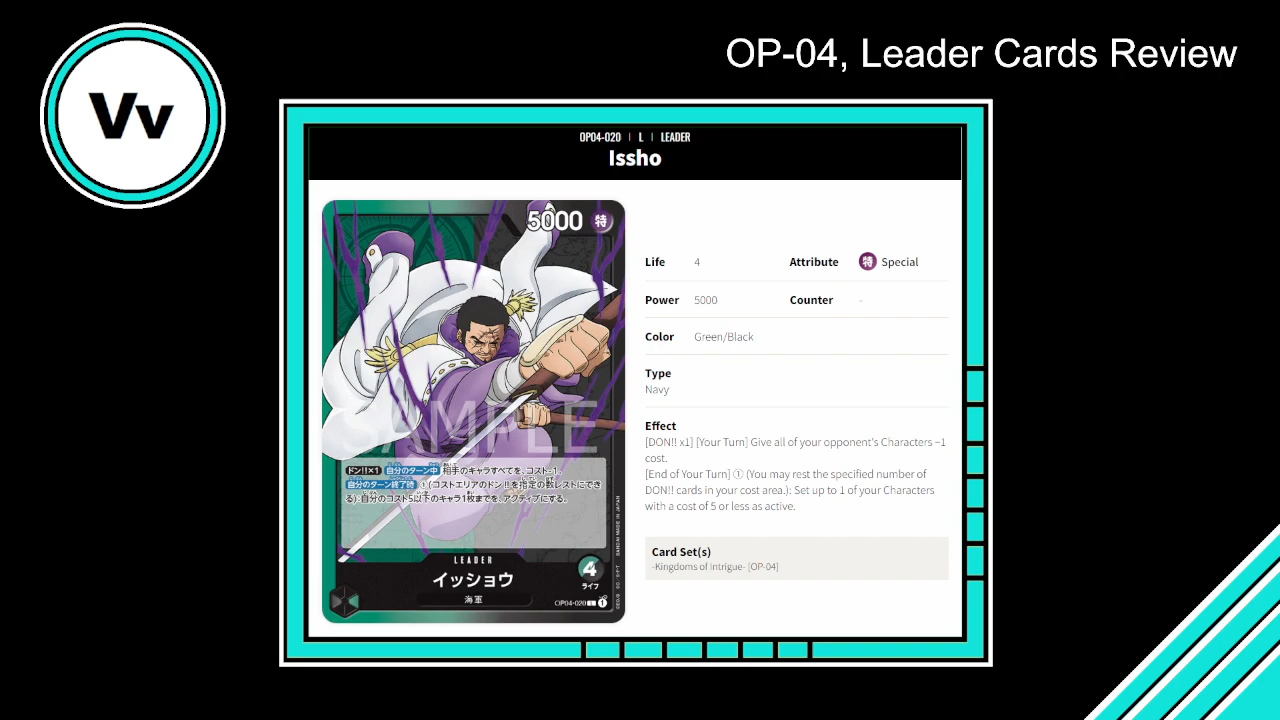 OP-04, Leader Cards Review
Vv
OP04-020 | L | LEADER
Issho
5000 特
SAMPLE
ドン!!×1 自分のターン中 相手のキャラすべてを、コスト-1。
自分のターン終了時 ①(コストエリアのドン!!を指定の数レストにでき
る):自分のコスト5以下のキャラ1枚までを、アクティブにする。
LEADER
イッショウ
海軍
4
ライフ
OP04-020 L
Life 4 Attribute 特 Special
Power 5000 Counter -
Color Green/Black
Type
Navy
Effect
[DON!! x1] [Your Turn] Give all of your opponent's Characters −1
cost.
[End of Your Turn] ① (You may rest the specified number of
DON!! cards in your cost area.): Set up to 1 of your Characters
with a cost of 5 or less as active.
Card Set(s)
-Kingdoms of Intrigue- [OP-04]